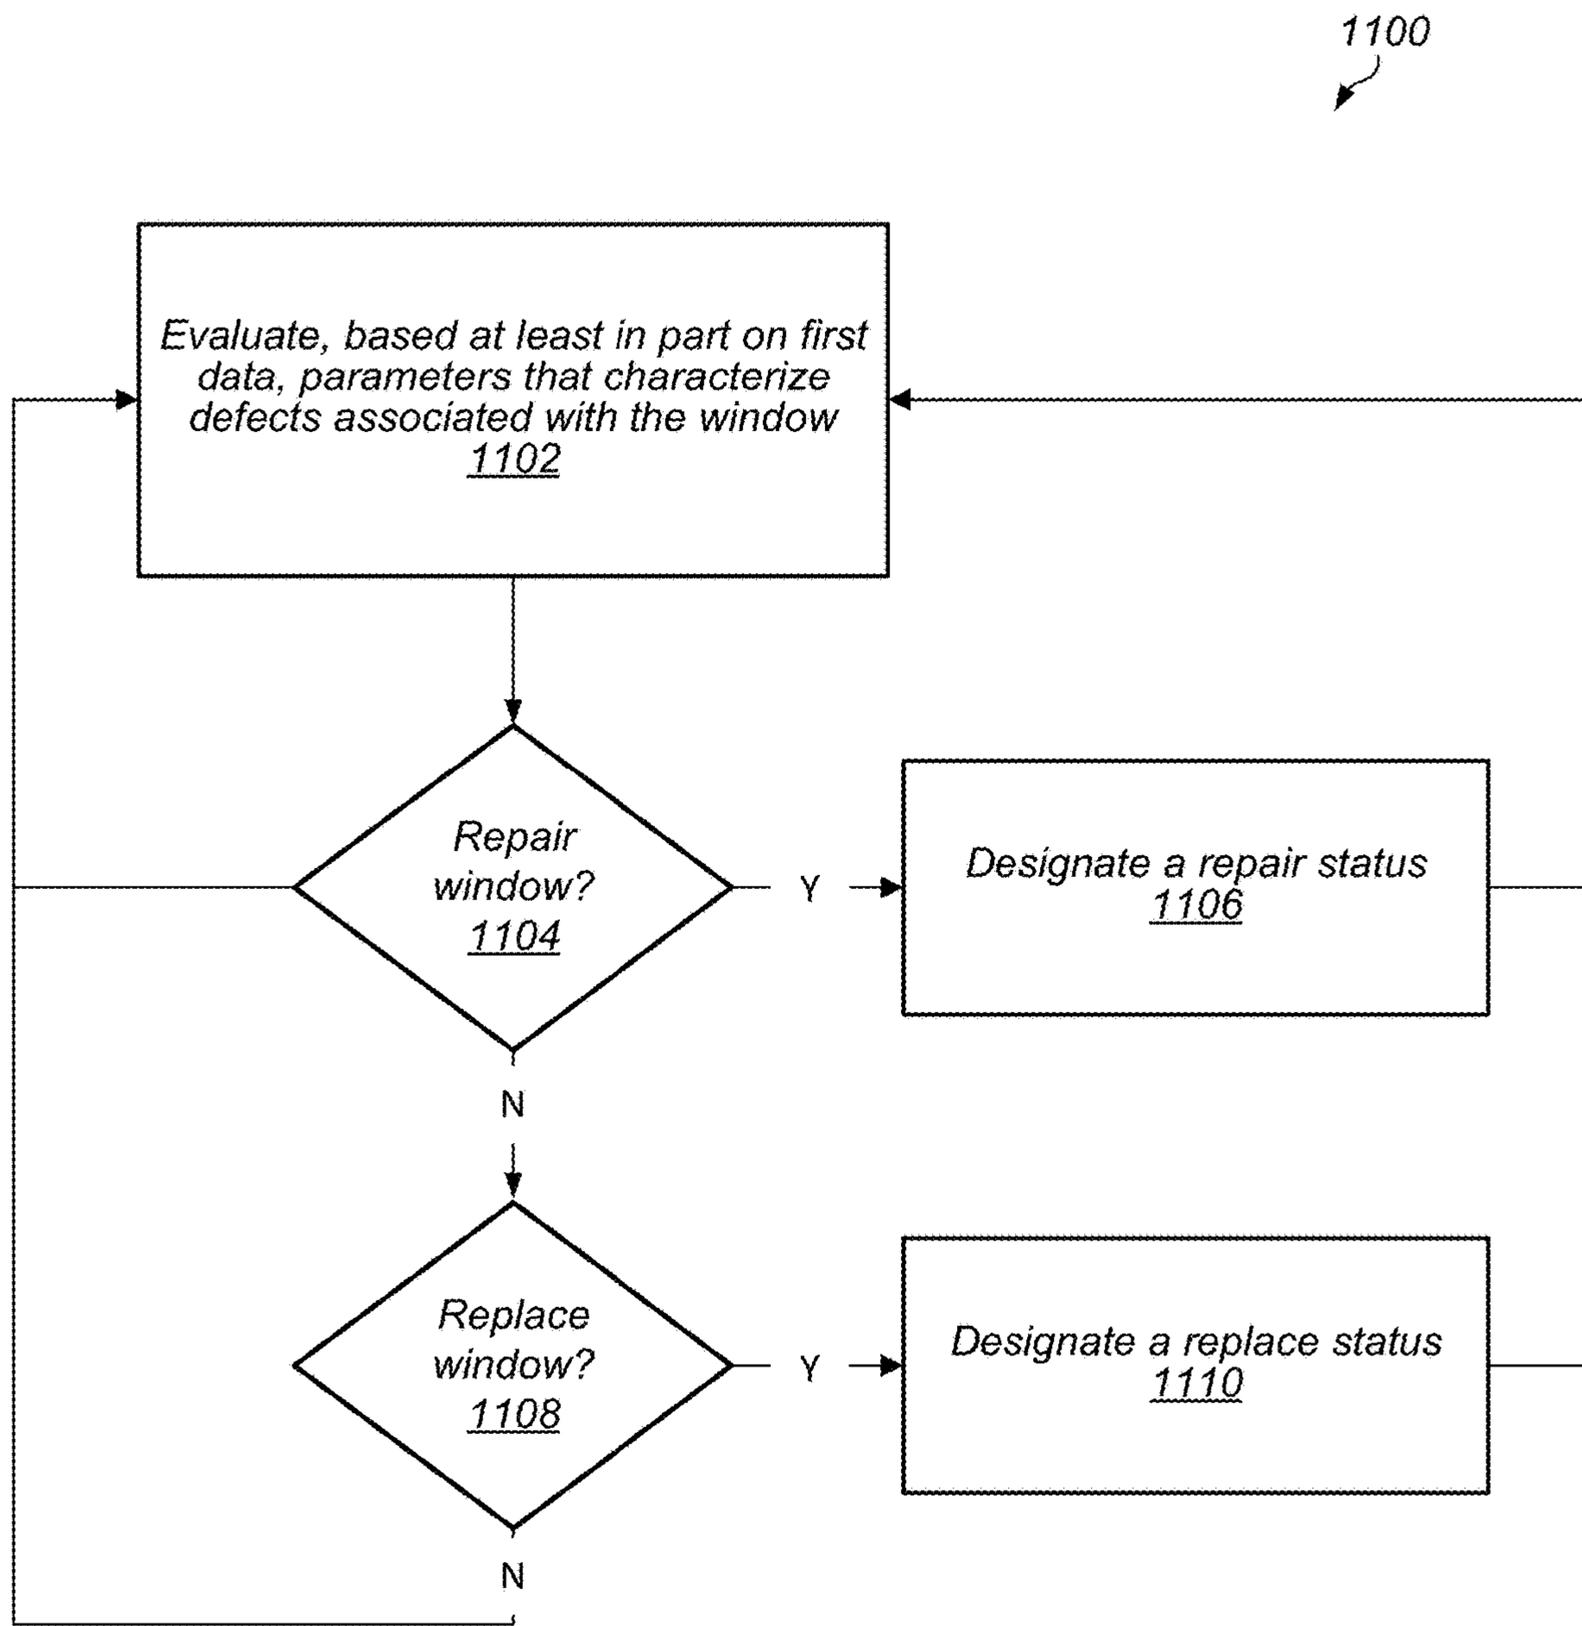 1100
Evaluate, based at least in part on first
data, parameters that characterize
defects associated with the window
1102
Repair
window?
1104
Y
Designate a repair status
1106
N
Replace
window?
1108
Y
Designate a replace status
1110
N